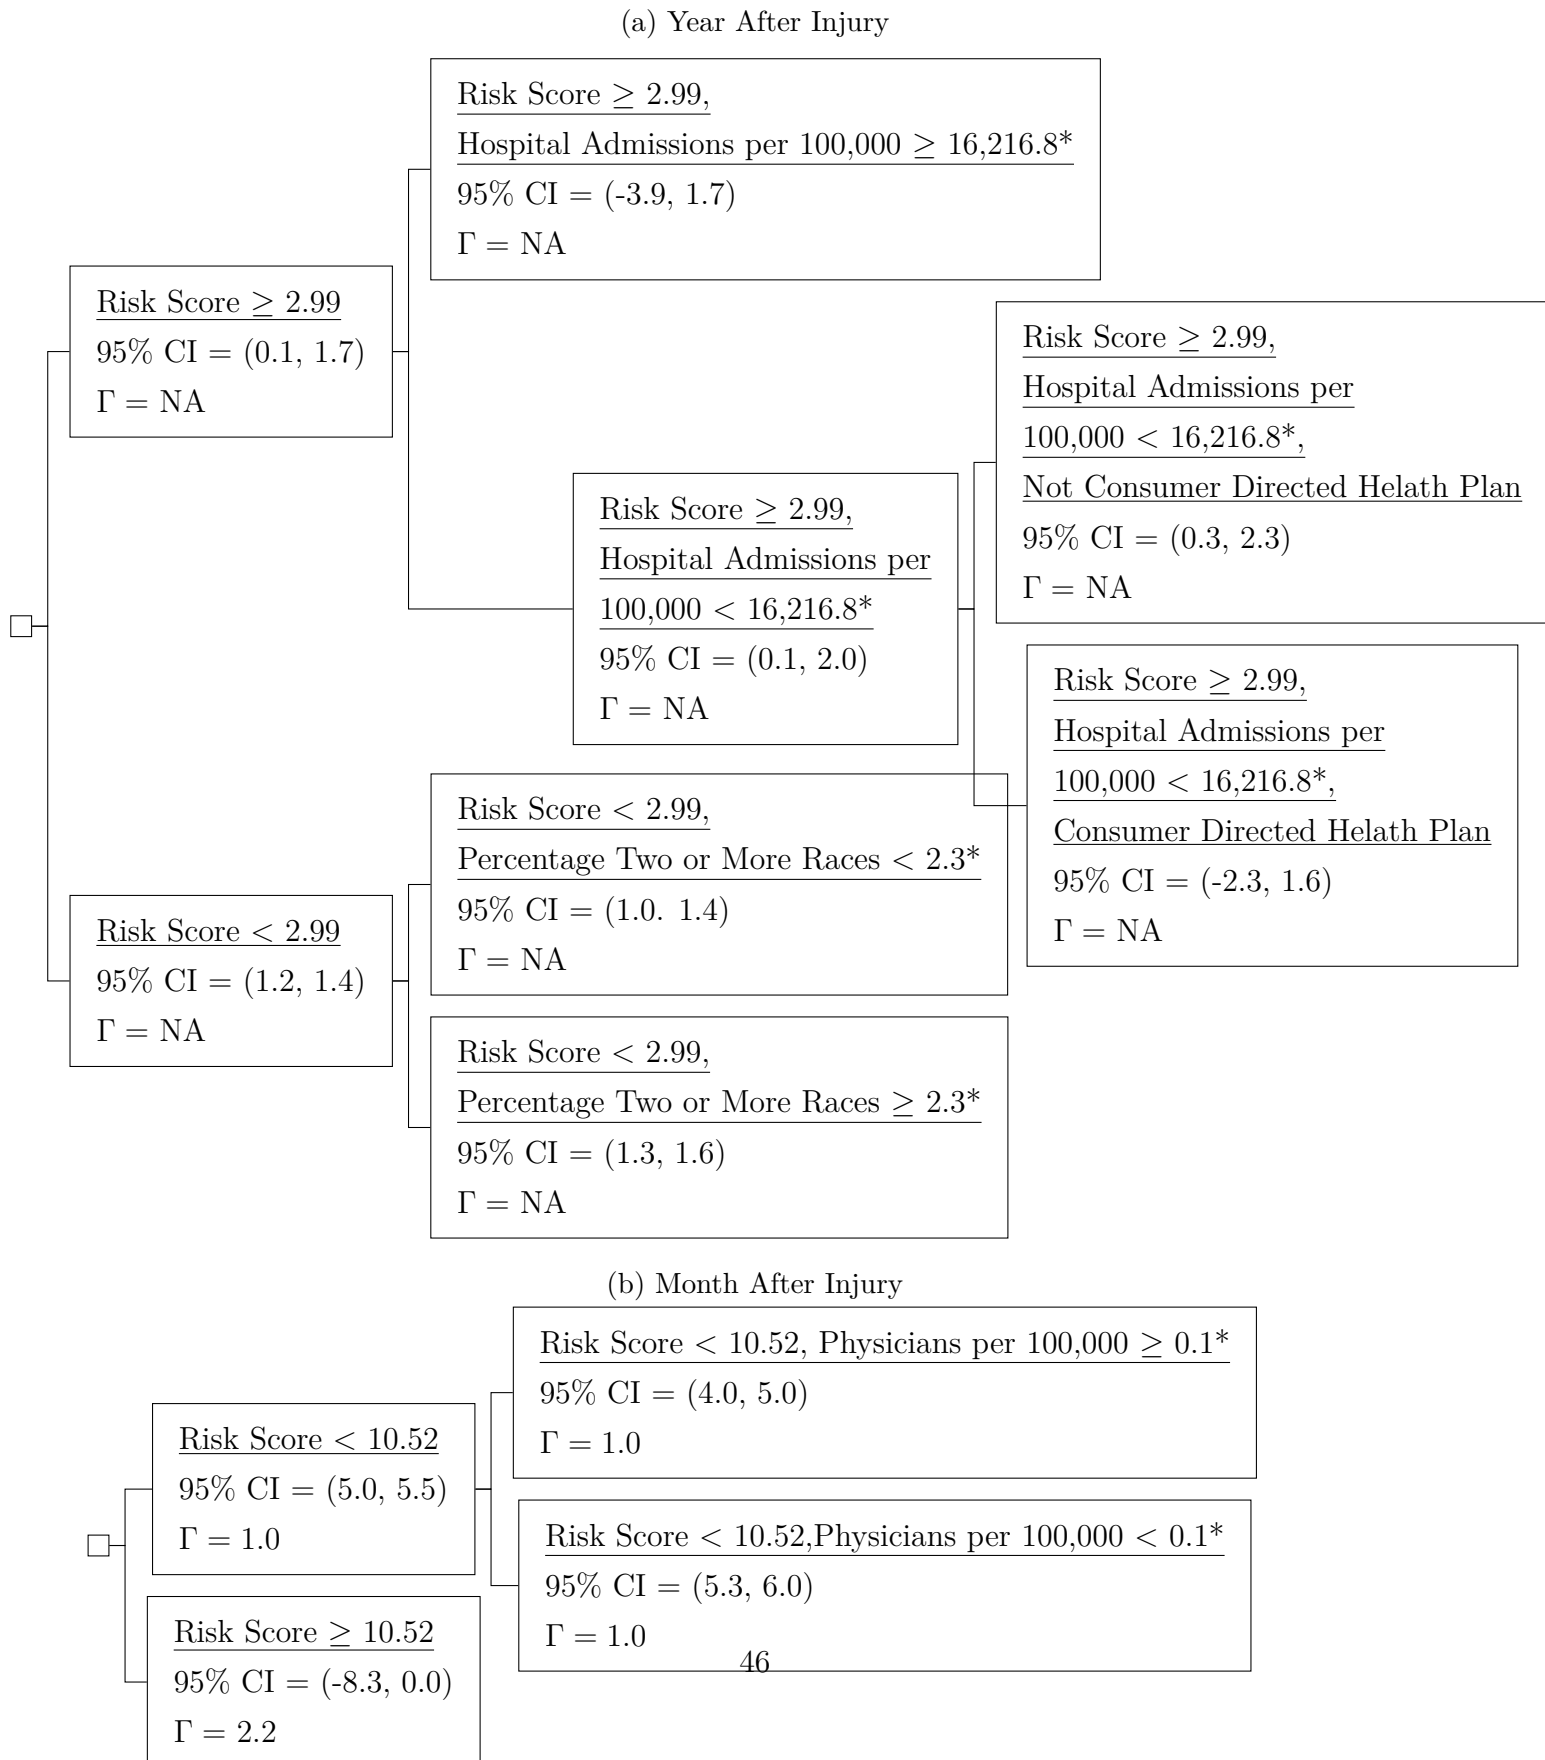 (a) Year After Injury
Risk Score ≥ 2.99,
Hospital Admissions per 100,000 ≥ 16,216.8*
95% CI = (-3.9, 1.7)
Γ = NA
Risk Score ≥ 2.99
95% CI = (0.1, 1.7)
Γ = NA
Risk Score ≥ 2.99,
Hospital Admissions per
100,000 < 16,216.8*,
Not Consumer Directed Helath Plan
95% CI = (0.3, 2.3)
Γ = NA
Risk Score ≥ 2.99,
Hospital Admissions per
100,000 < 16,216.8*
95% CI = (0.1, 2.0)
Γ = NA
Risk Score ≥ 2.99,
Hospital Admissions per
100,000 < 16,216.8*,
Consumer Directed Helath Plan
95% CI = (-2.3, 1.6)
Γ = NA
Risk Score < 2.99,
Percentage Two or More Races < 2.3*
95% CI = (1.0. 1.4)
Γ = NA
Risk Score < 2.99
95% CI = (1.2, 1.4)
Γ = NA
Risk Score < 2.99,
Percentage Two or More Races ≥ 2.3*
95% CI = (1.3, 1.6)
Γ = NA
(b) Month After Injury
Risk Score < 10.52, Physicians per 100,000 ≥ 0.1*
95% CI = (4.0, 5.0)
Γ = 1.0
Risk Score < 10.52
95% CI = (5.0, 5.5)
Γ = 1.0
Risk Score < 10.52,Physicians per 100,000 < 0.1*
95% CI = (5.3, 6.0)
Γ = 1.0
Risk Score ≥ 10.52
95% CI = (-8.3, 0.0)
Γ = 2.2
46